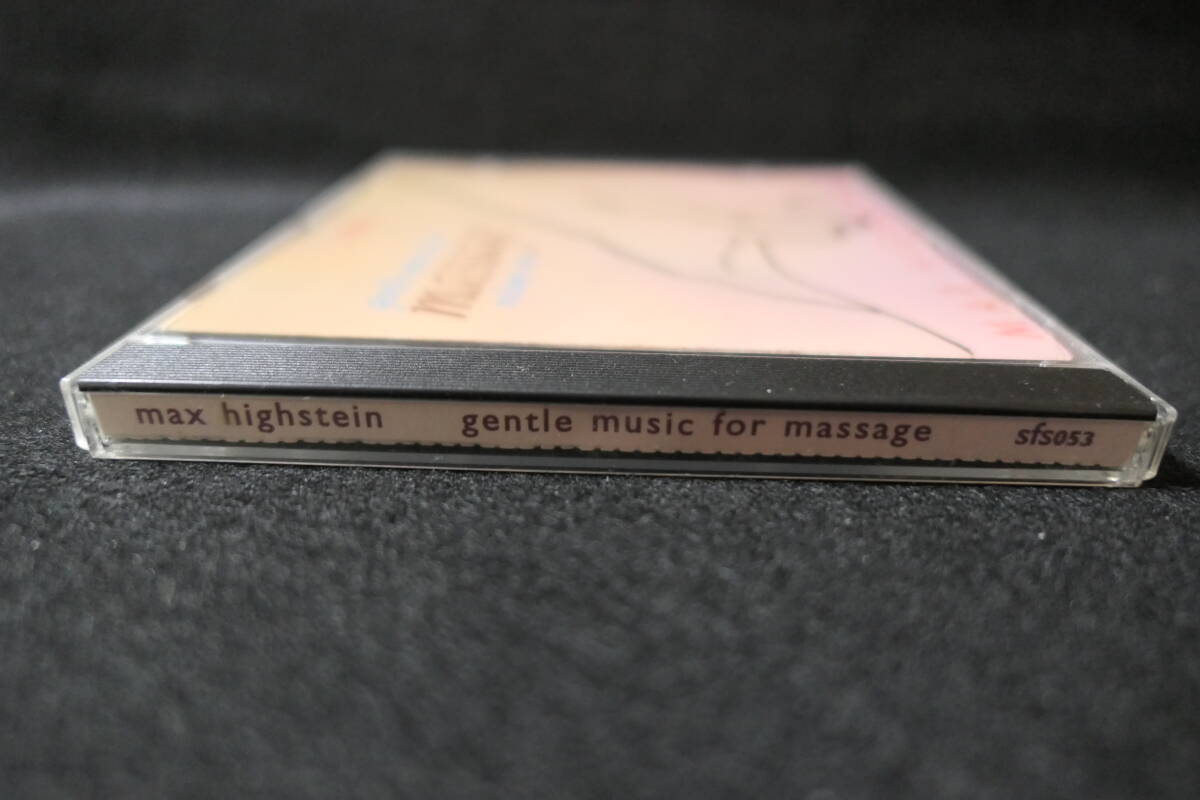 max highstein gentle music for massage sfs053